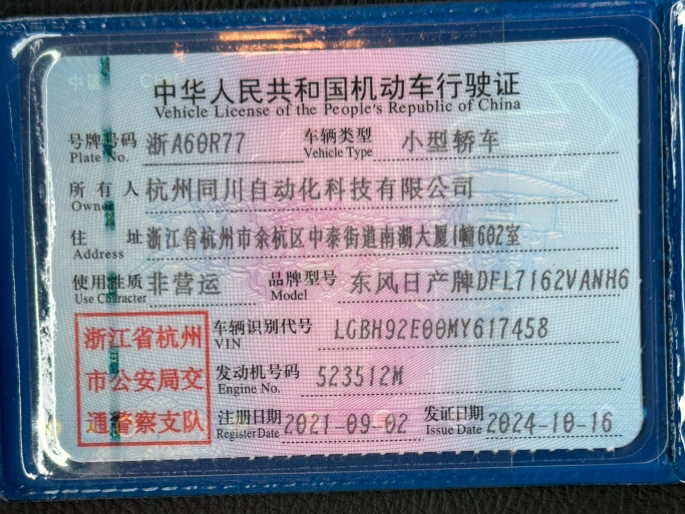 中华人民共和国机动车行驶证
Vehicle License of the People's Republic of China
号牌号码 浙A60R77 车辆类型 小型轿车
Plate No. Vehicle Type
所有人 杭州同川自动化科技有限公司
Owner
住址 浙江省杭州市余杭区中泰街道南湖大厦1幢602室
Address
使用性质 非营运 品牌型号 东风日产牌DFL7162VANH6
Use Character Model
浙江省杭州
市公安局交
通警察支队
车辆识别代号 LGBH92E00MY617458
VIN
发动机号码 523512M
Engine No.
注册日期 2021-09-02 发证日期 2024-10-16
Register Date Issue Date